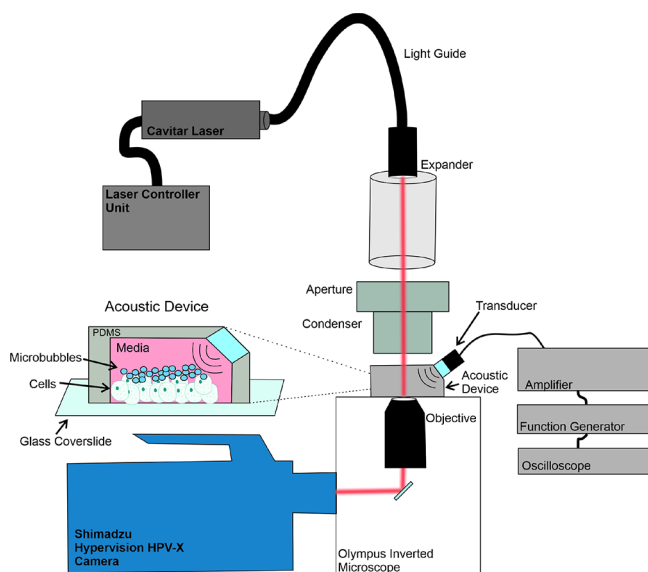 Light Guide
Cavitar Laser
Expander
Laser Controller
Unit
Aperture
Condenser
Transducer
Acoustic Device
PDMS
Media
Microbubbles
Cells
Glass Coverslide
Acoustic
Device
Amplifier
Objective
Function Generator
Oscilloscope
Shimadzu
Hypervision HPV-X
Camera
Olympus Inverted
Microscope